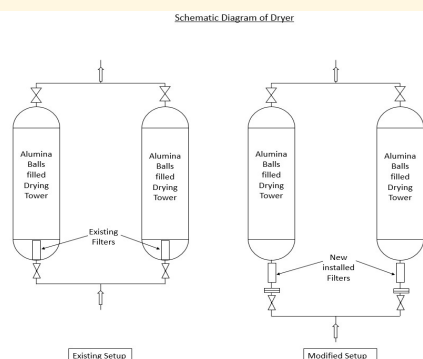 Schematic Diagram of Dryer
Alumina
Balls
filled
Drying
Tower
Alumina
Balls
filled
Drying
Tower
Existing
Filters
Existing Setup
Alumina
Balls
filled
Drying
Tower
Alumina
Balls
filled
Drying
Tower
New
installed
Filters
Modified Setup